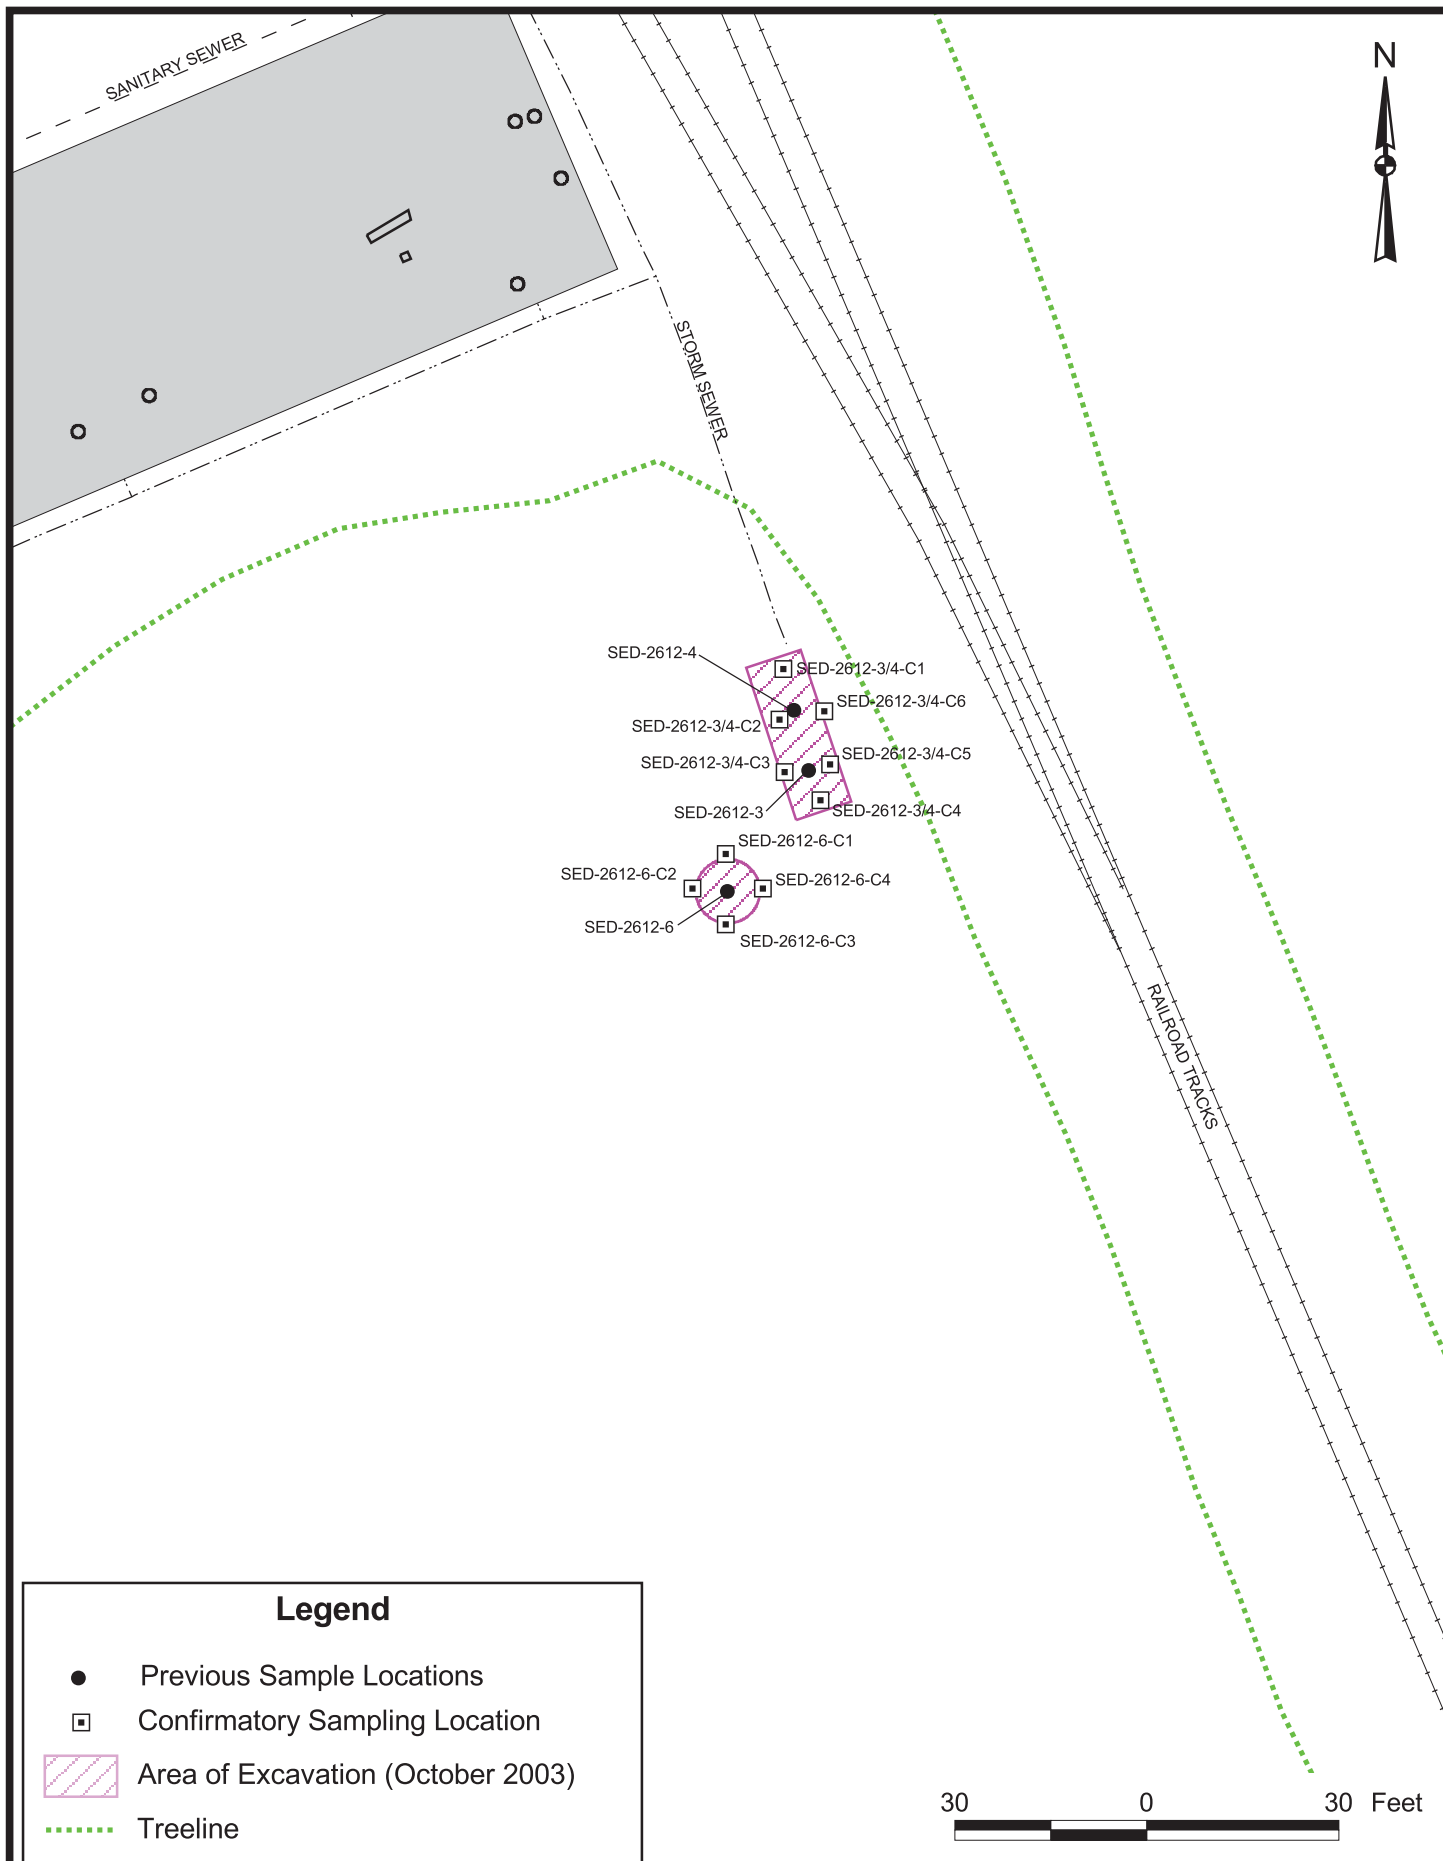 SANITARY SEWER
N
STORM SEWER
SED-2612-4
SED-2612-3/4-C1
SED-2612-3/4-C6
SED-2612-3/4-C2
SED-2612-3/4-C5
SED-2612-3/4-C3
SED-2612-3
SED-2612-3/4-C4
SED-2612-6-C1
SED-2612-6-C2
SED-2612-6-C4
SED-2612-6
SED-2612-6-C3
RAILROAD TRACKS
Legend
Previous Sample Locations
Confirmatory Sampling Location
Area of Excavation (October 2003)
Treeline
30 0 30 Feet